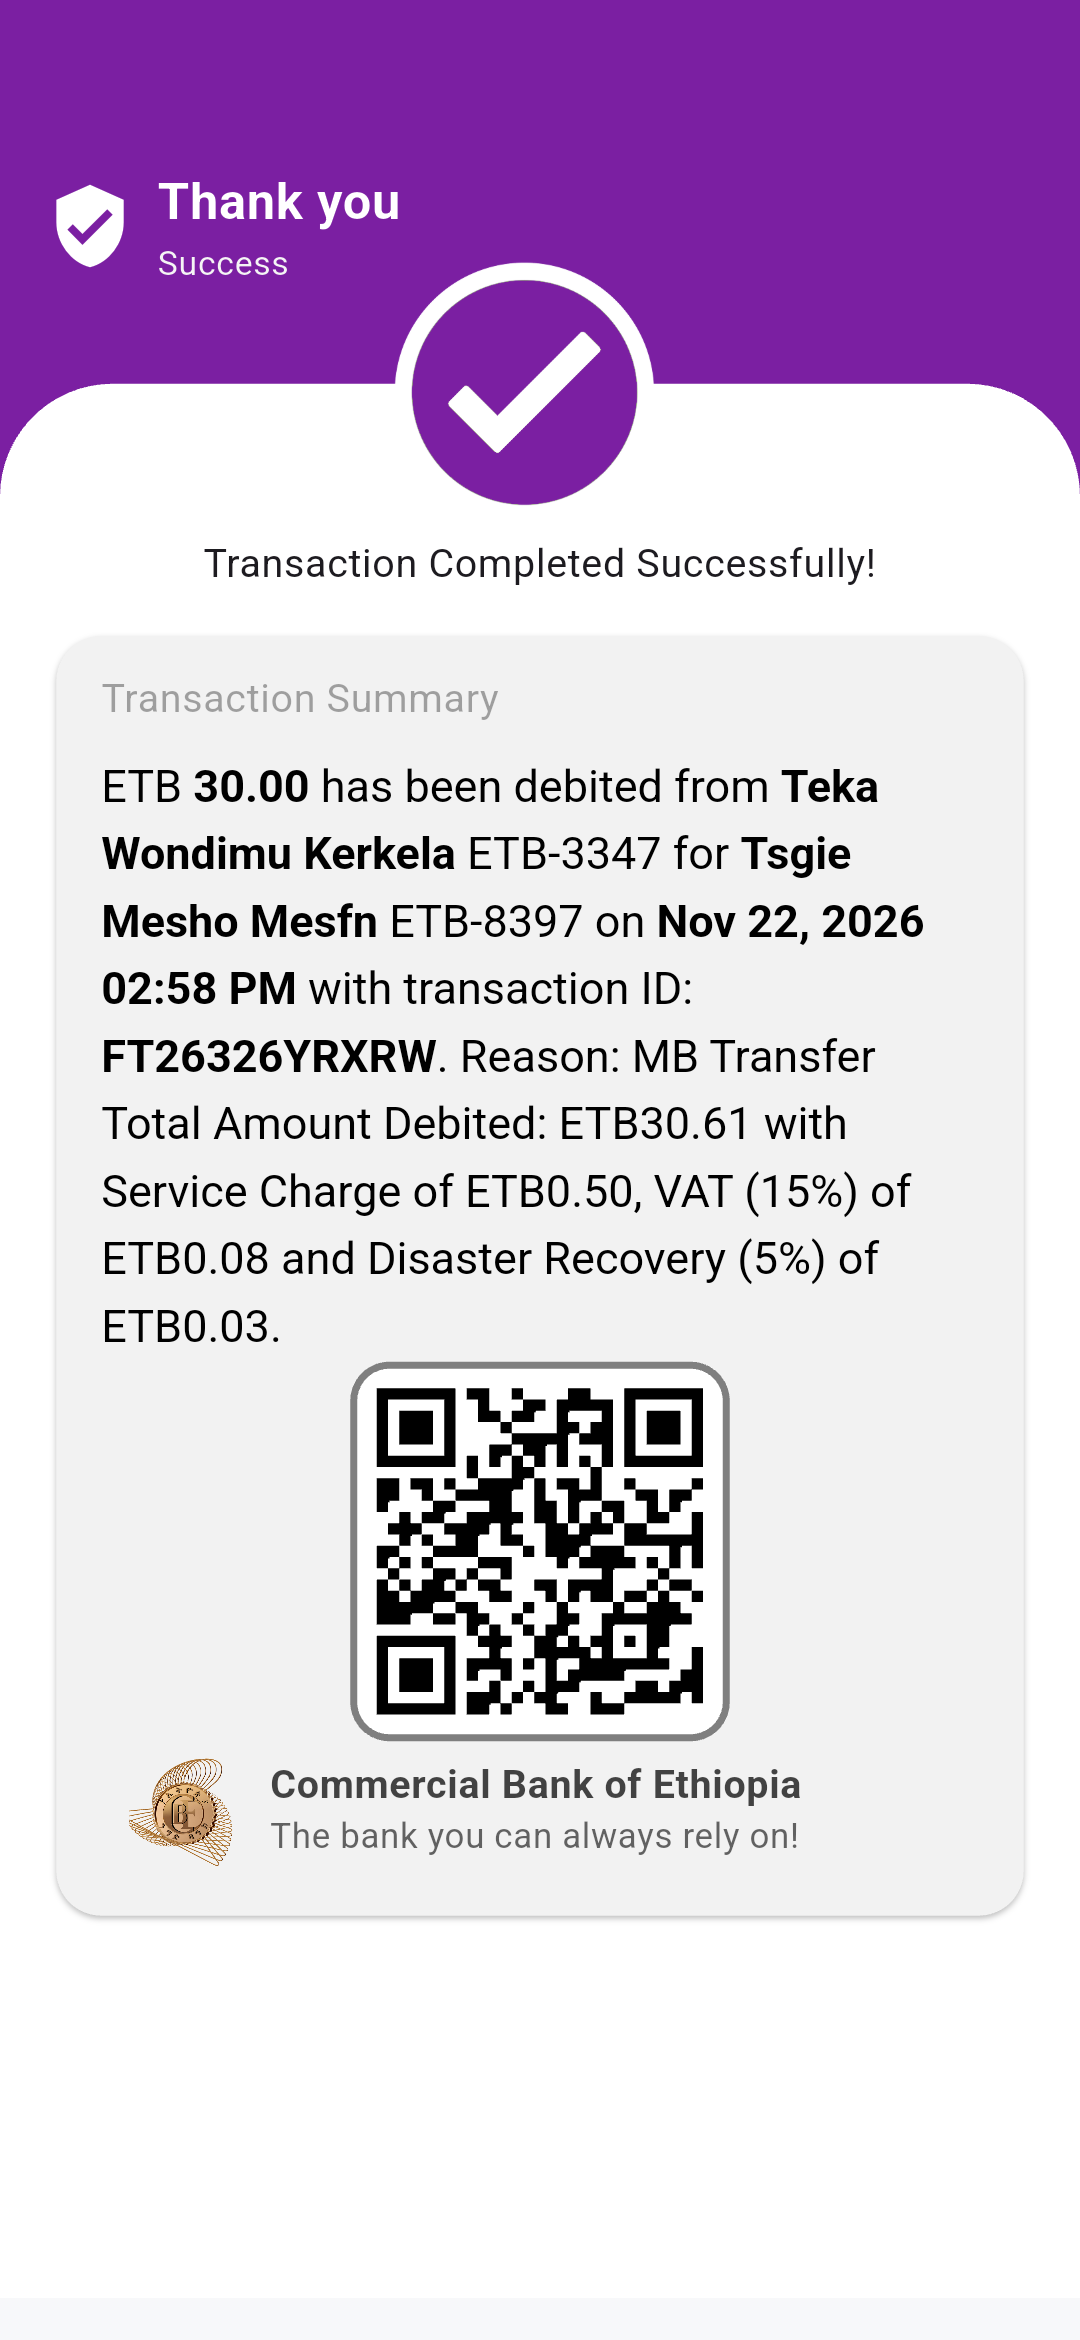 Thank you
Success
Transaction Completed Successfully!
Transaction Summary
ETB 30.00 has been debited from Teka
Wondimu Kerkela ETB-3347 for Tsgie
Mesho Mesfn ETB-8397 on Nov 22, 2026
02:58 PM with transaction ID:
FT26326YRXRW. Reason: MB Transfer
Total Amount Debited: ETB30.61 with
Service Charge of ETB0.50, VAT (15%) of
ETB0.08 and Disaster Recovery (5%) of
ETB0.03.
Commercial Bank of Ethiopia
The bank you can always rely on!